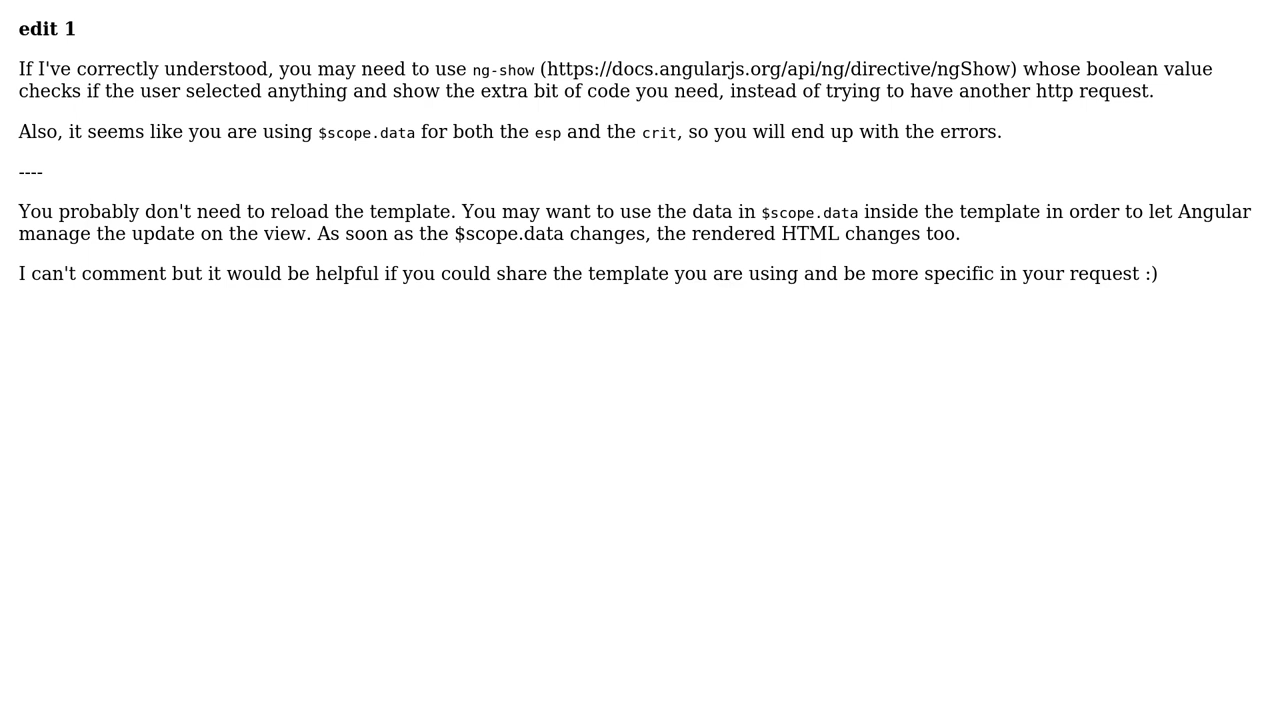 edit 1
If I've correctly understood, you may need to use ng-show (https://docs.angularjs.org/api/ng/directive/ngShow) whose boolean value
checks if the user selected anything and show the extra bit of code you need, instead of trying to have another http request.
Also, it seems like you are using $scope.data for both the esp and the crit, so you will end up with the errors.
----
You probably don't need to reload the template. You may want to use the data in $scope.data inside the template in order to let Angular
manage the update on the view. As soon as the $scope.data changes, the rendered HTML changes too.
I can't comment but it would be helpful if you could share the template you are using and be more specific in your request :)